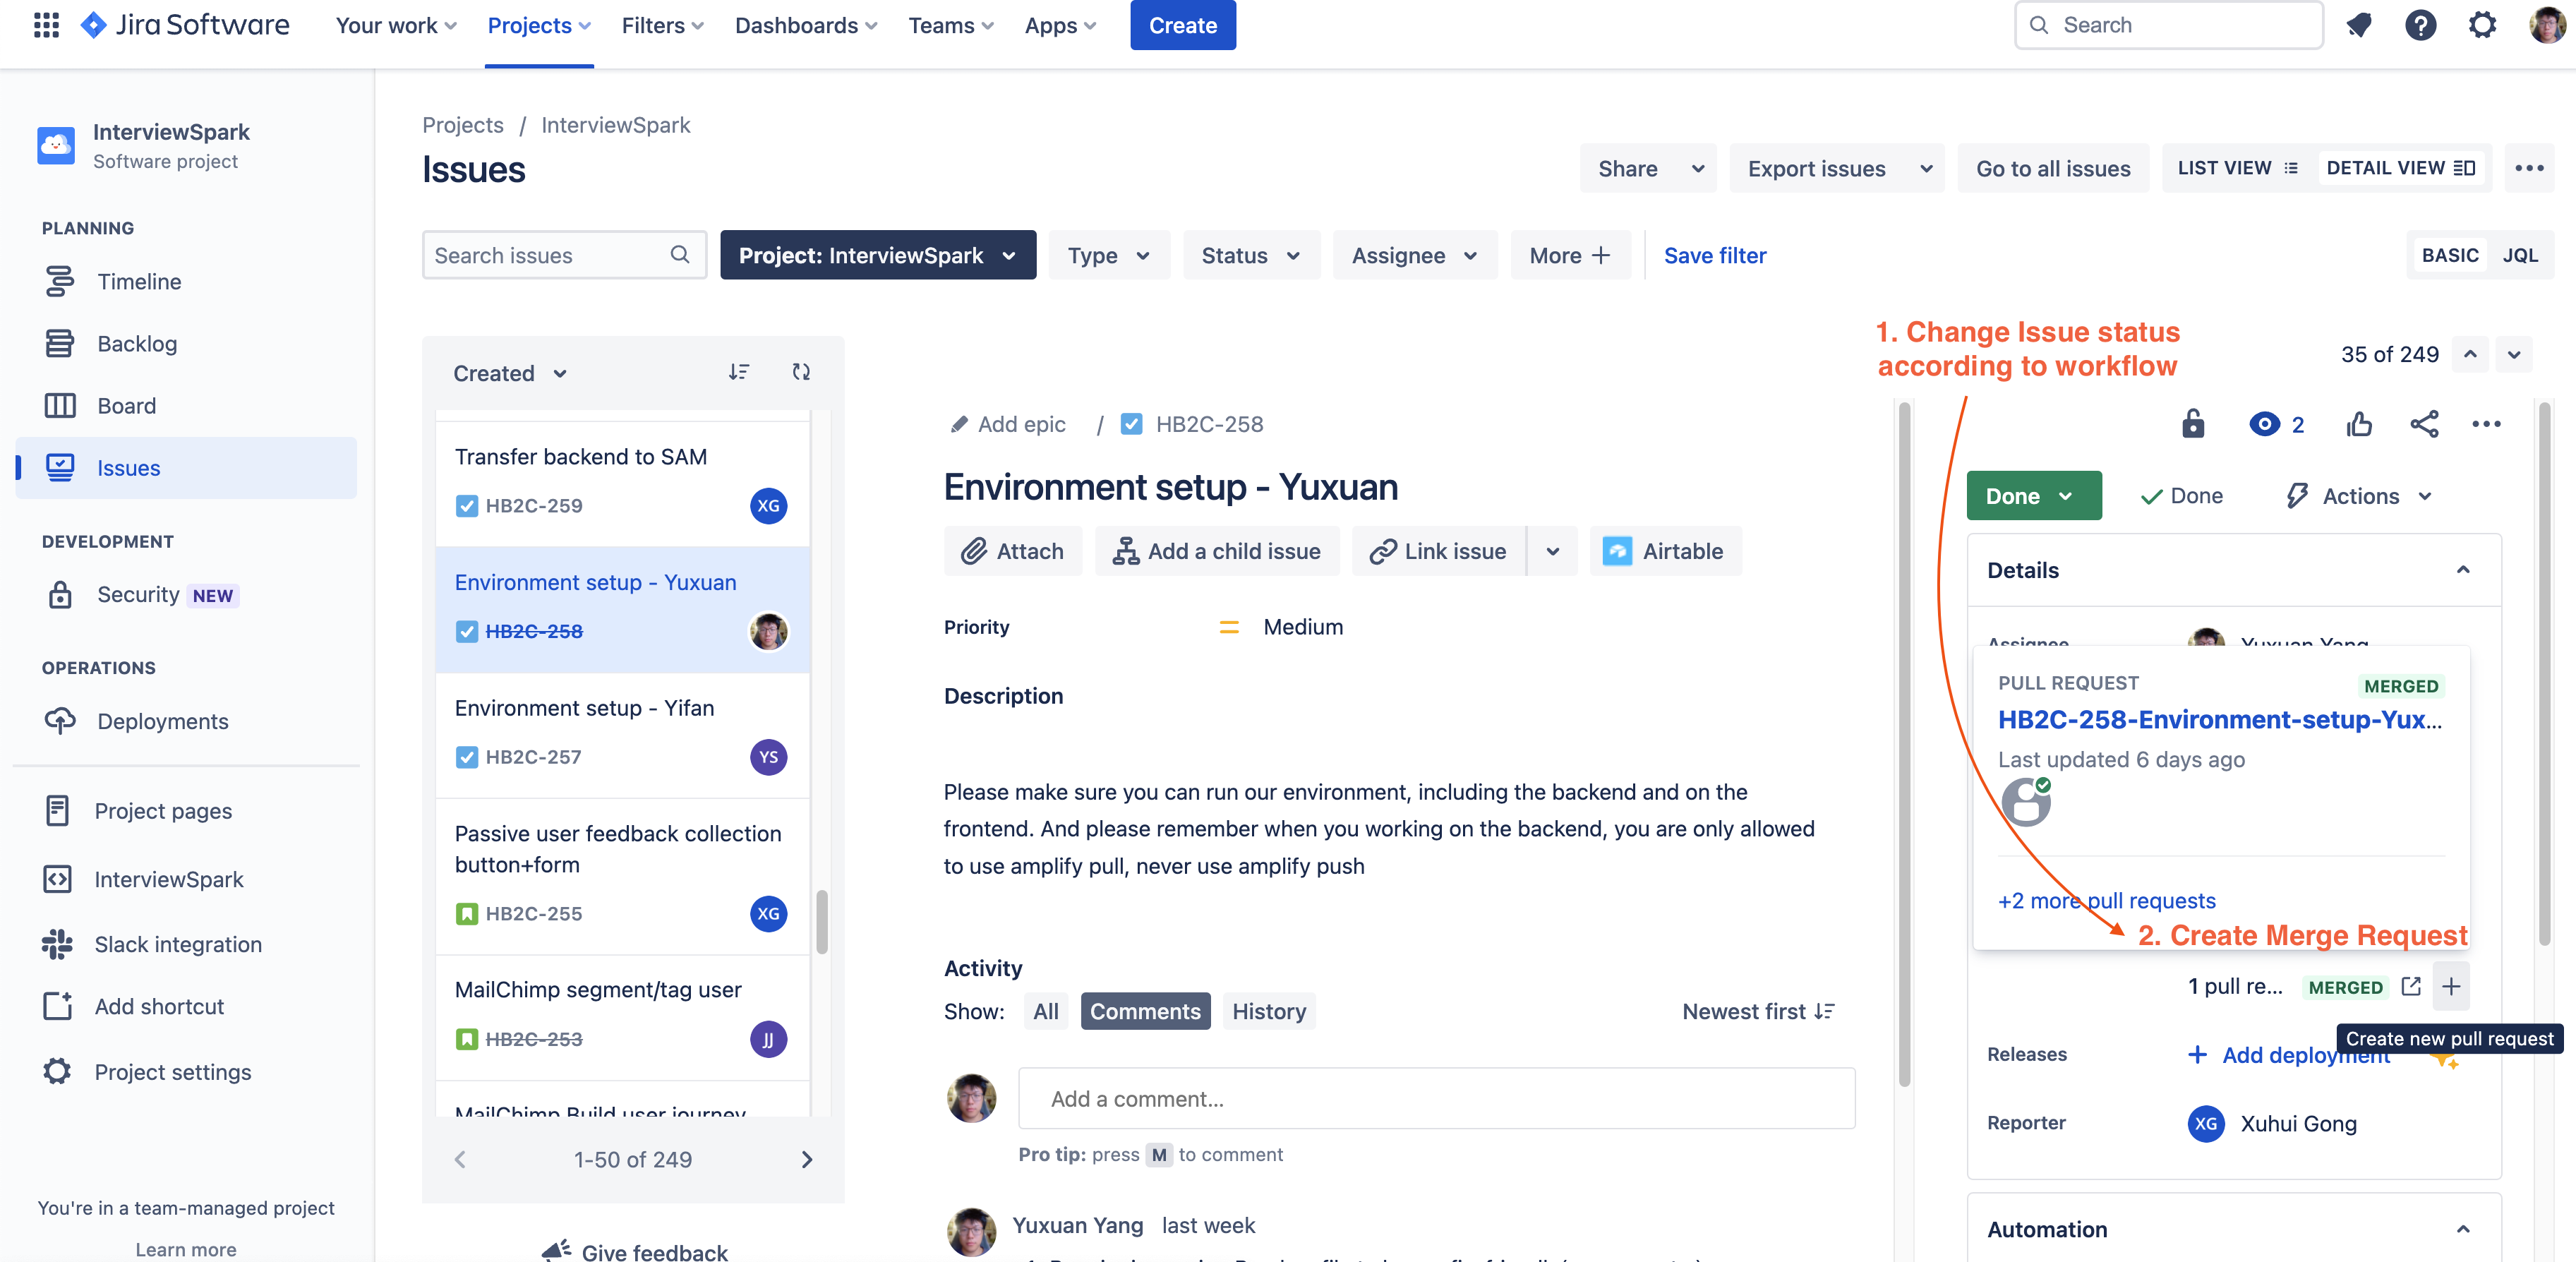 Jira Software
Your work
Projects
Filters
Dashboards
Teams
Apps
Create
Search
InterviewSpark
Software project
PLANNING
Timeline
Backlog
Board
Issues
DEVELOPMENT
Security NEW
OPERATIONS
Deployments
Project pages
InterviewSpark
Slack integration
Add shortcut
Project settings
You're in a team-managed project
Learn more
Projects / InterviewSpark
Issues
Share
Export issues
Go to all issues
LIST VIEW
DETAIL VIEW
Search issues
Project: InterviewSpark
Type
Status
Assignee
More
Save filter
BASIC
JQL
Created
Transfer backend to SAM
HB2C-259
XG
Environment setup - Yuxuan
HB2C-258
Environment setup - Yifan
HB2C-257
YS
Passive user feedback collection
button+form
HB2C-255
XG
MailChimp segment/tag user
HB2C-253
JJ
MailChimp Build user journey
1-50 of 249
Give feedback
Add epic / HB2C-258
Environment setup - Yuxuan
Attach
Add a child issue
Link issue
Airtable
Priority
Medium
Description
Please make sure you can run our environment, including the backend and on the
frontend. And please remember when you working on the backend, you are only allowed
to use amplify pull, never use amplify push
Activity
Show:
All
Comments
History
Newest first
Add a comment...
Pro tip: press M to comment
Yuxuan Yang last week
1. Change Issue status
according to workflow
35 of 249
2
Done
Done
Actions
Details
Assignee
Yuxuan Yang
PULL REQUEST
MERGED
HB2C-258-Environment-setup-Yux...
Last updated 6 days ago
+2 more pull requests
2. Create Merge Request
1 pull re...
MERGED
Create new pull request
Releases
Add deployment
Reporter
XG
Xuhui Gong
Automation